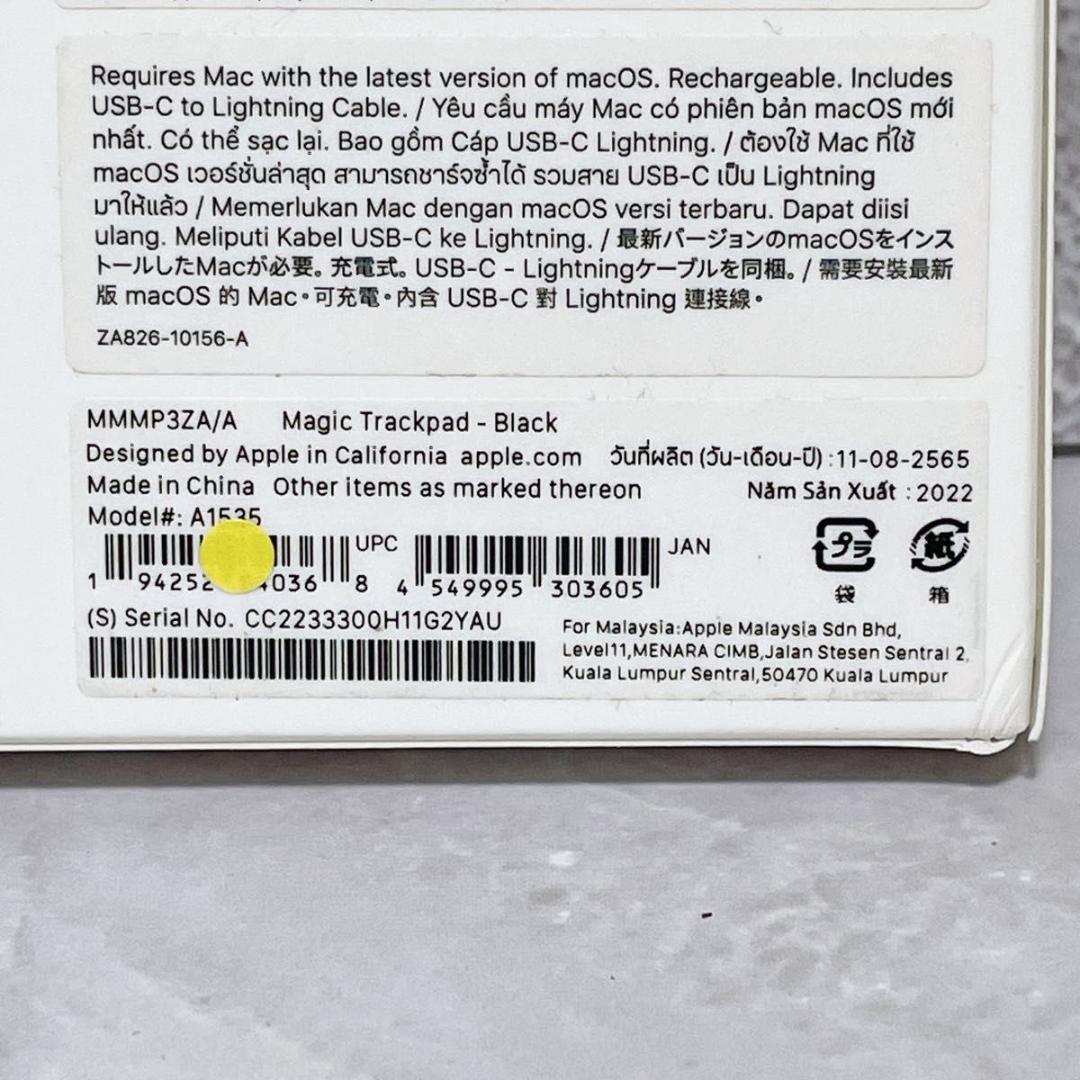 Requires Mac with the latest version of macOS. Rechargeable. Includes
USB-C to Lightning Cable. / Yêu cầu máy Mac có phiên bản macOS mới
nhất. Có thể sạc lại. Bao gồm Cáp USB-C Lightning. / ต้องใช้ Mac ที่ใช้
macOS เวอร์ชั่นล่าสุด สามารถชาร์จซ้ำได้ รวมสาย USB-C เป็น Lightning
มาให้แล้ว / Memerlukan Mac dengan macOS versi terbaru. Dapat diisi
ulang. Meliputi Kabel USB-C ke Lightning. / 最新バージョンのmacOSをインス
トールしたMacが必要。充電式。USB-C - Lightningケーブルを同梱。/ 需要安裝最新
版 macOS 的 Mac。可充電。內含 USB-C 對 Lightning 連接線。
ZA826-10156-A
MMMP3ZA/A Magic Trackpad - Black
Designed by Apple in California apple.com วันที่ผลิต (วัน-เดือน-ปี) :11-08-2565
Made in China Other items as marked thereon Năm Sản Xuất : 2022
Model#: A1535
UPC JAN プラ 紙
1 94252 4036 8 4 549995 303605 袋 箱
(S) Serial No. CC223330QH11G2YAU
For Malaysia:Apple Malaysia Sdn Bhd,
Level11,MENARA CIMB,Jalan Stesen Sentral 2,
Kuala Lumpur Sentral,50470 Kuala Lumpur